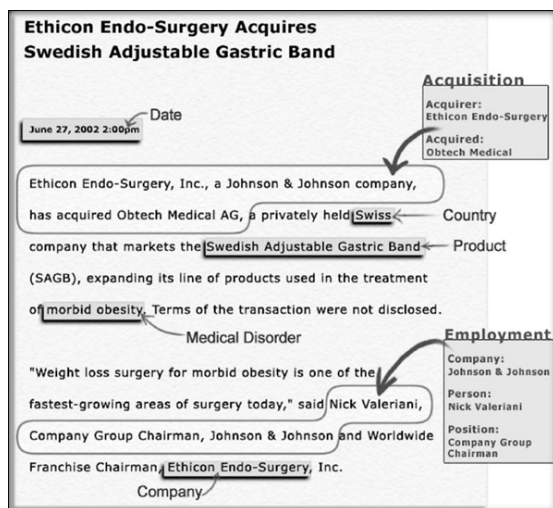 Ethicon Endo-Surgery Acquires
Swedish Adjustable Gastric Band
Acquisition
Acquirer:
Ethicon Endo-Surgery
Acquired:
Obtech Medical
Date
June 27, 2002 2:00pm
Ethicon Endo-Surgery, Inc., a Johnson & Johnson company,
has acquired Obtech Medical AG, a privately held Swiss
Country
company that markets the Swedish Adjustable Gastric Band
Product
(SAGB), expanding its line of products used in the treatment
of morbid obesity. Terms of the transaction were not disclosed.
Medical Disorder
Employment
Company:
Johnson & Johnson
Person:
Nick Valeriani
Position:
Company Group
Chairman
"Weight loss surgery for morbid obesity is one of the
fastest-growing areas of surgery today," said Nick Valeriani,
Company Group Chairman, Johnson & Johnson and Worldwide
Franchise Chairman, Ethicon Endo-Surgery, Inc.
Company